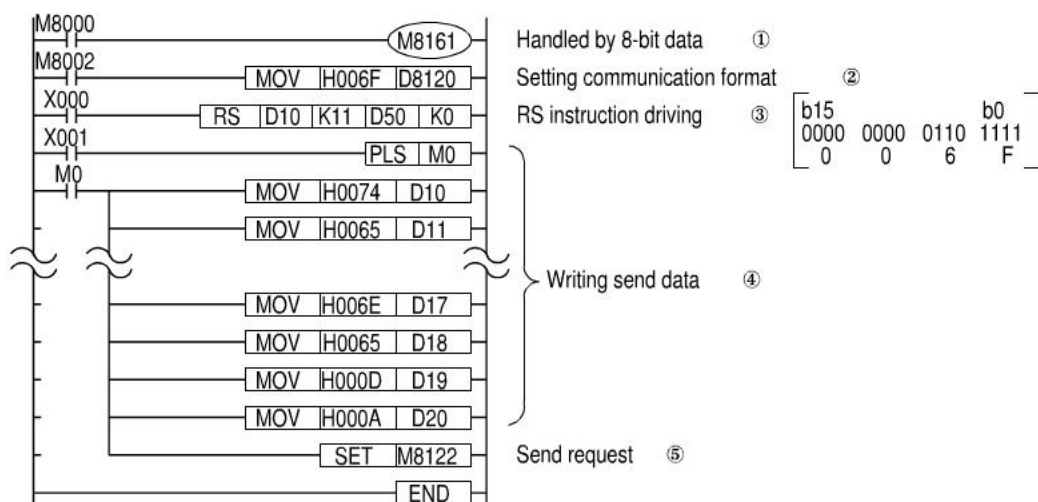 M8000
M8161 Handled by 8-bit data ①
M8002
MOV H006F D8120 Setting communication format ②
X000
RS D10 K11 D50 K0 RS instruction driving ③
b15 b0
0000 0000 0110 1111
0 0 6 F
X001
PLS M0
M0
MOV H0074 D10
MOV H0065 D11
Writing send data ④
MOV H006E D17
MOV H0065 D18
MOV H000D D19
MOV H000A D20
SET M8122 Send request ⑤
END